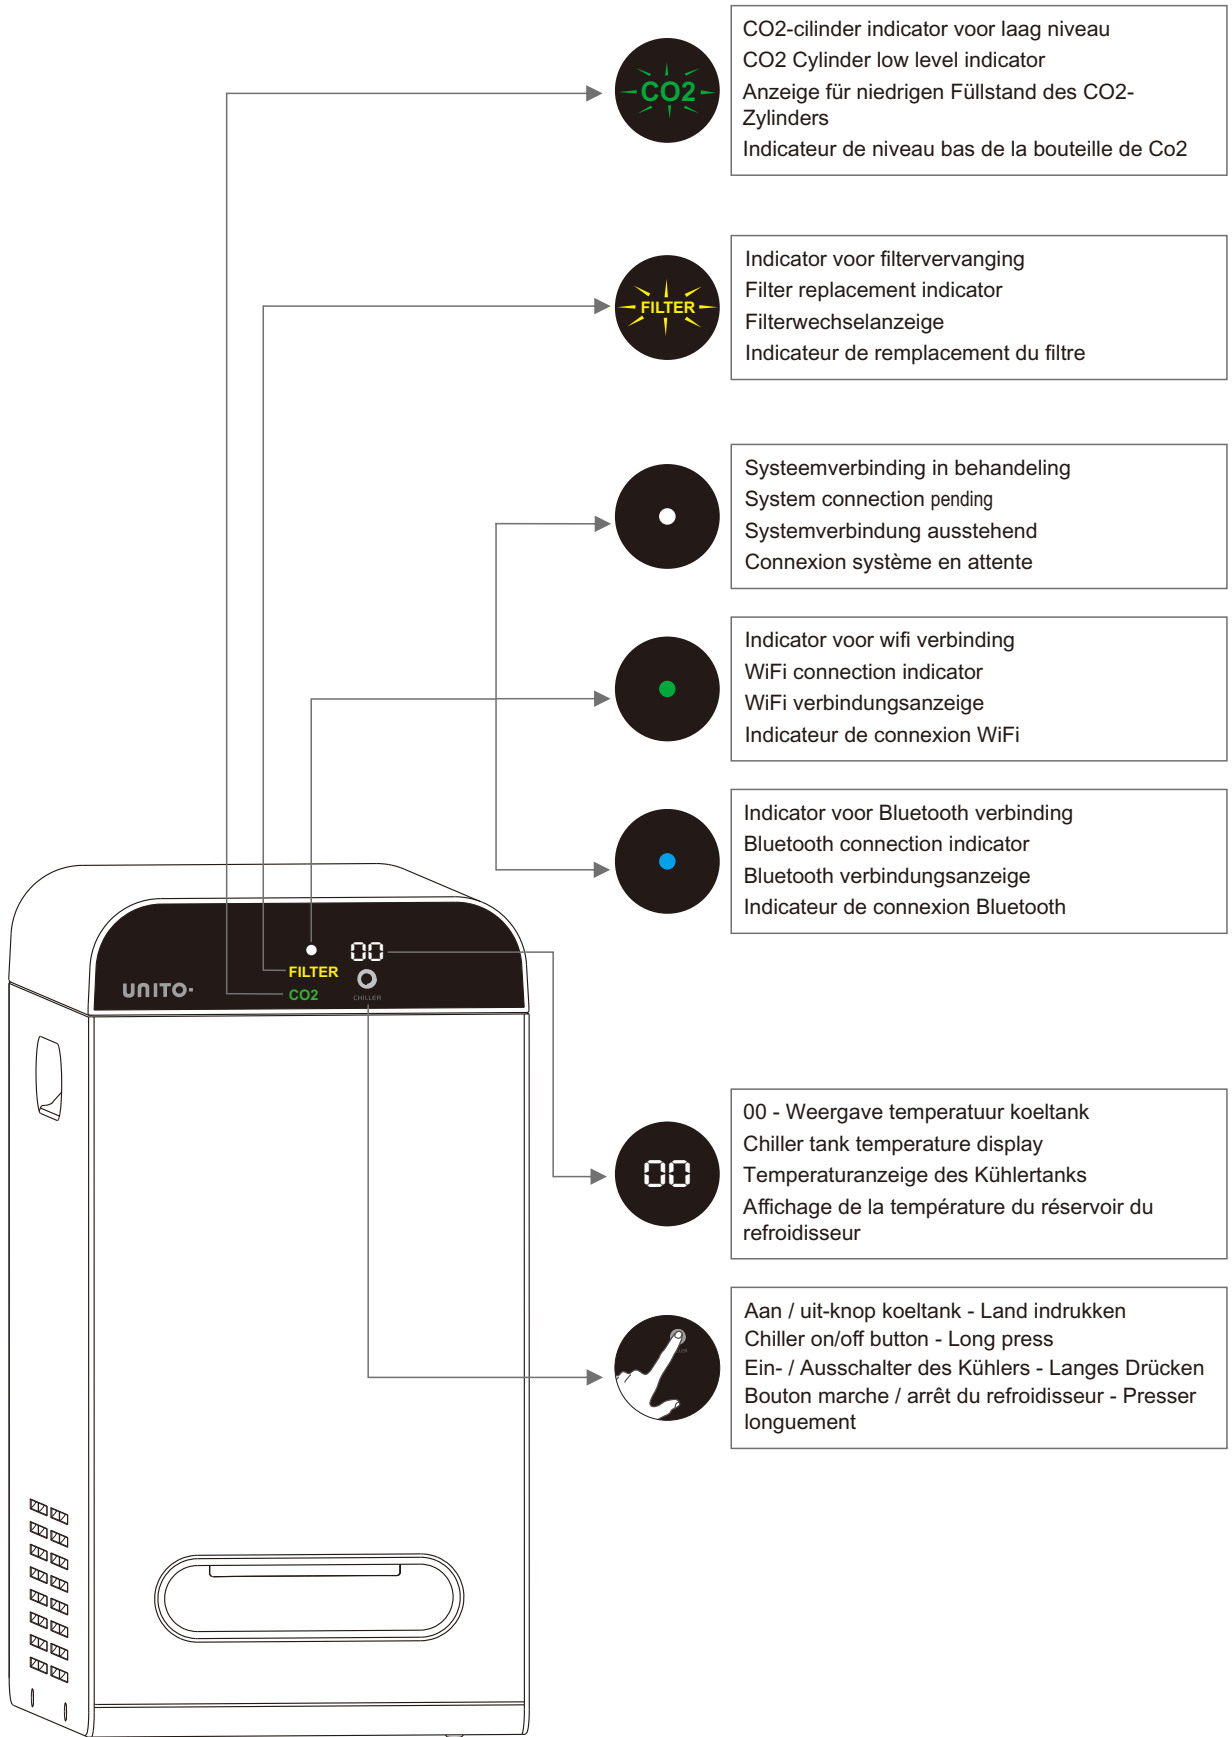 CO2
CO2-cilinder indicator voor laag niveau
CO2 Cylinder low level indicator
Anzeige für niedrigen Füllstand des CO2-
Zylinders
Indicateur de niveau bas de la bouteille de Co2
FILTER
Indicator voor filtervervanging
Filter replacement indicator
Filterwechselanzeige
Indicateur de remplacement du filtre
Systeemverbinding in behandeling
System connection pending
Systemverbindung ausstehend
Connexion système en attente
Indicator voor wifi verbinding
WiFi connection indicator
WiFi verbindungsanzeige
Indicateur de connexion WiFi
Indicator voor Bluetooth verbinding
Bluetooth connection indicator
Bluetooth verbindungsanzeige
Indicateur de connexion Bluetooth
00
FILTER
UNITO
CO2
CHILLER
00
00 - Weergave temperatuur koeltank
Chiller tank temperature display
Temperaturanzeige des Kühlertanks
Affichage de la température du réservoir du
refroidisseur
Aan / uit-knop koeltank - Land indrukken
Chiller on/off button - Long press
Ein- / Ausschalter des Kühlers - Langes Drücken
Bouton marche / arrêt du refroidisseur - Presser
longuement